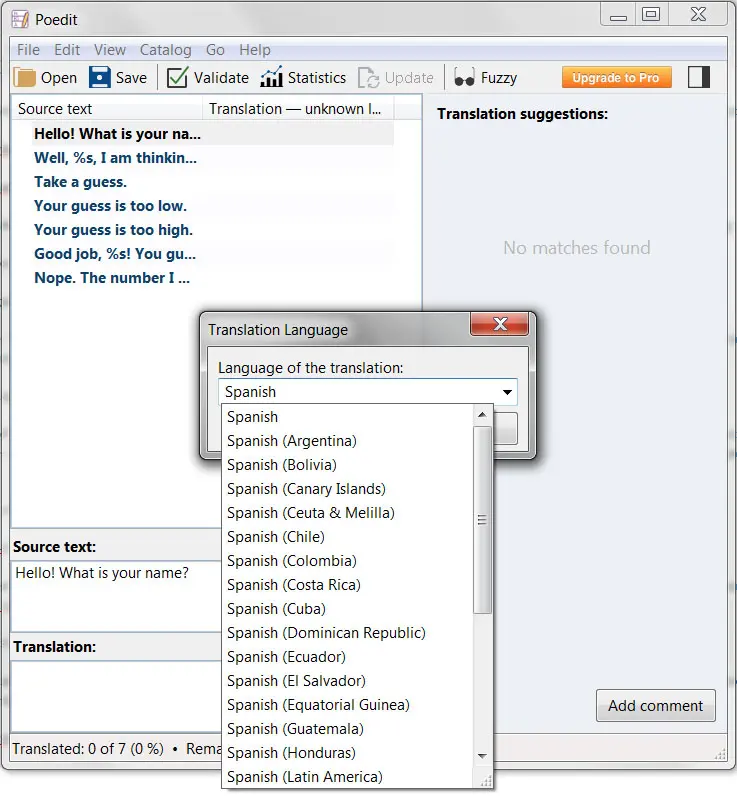 Poedit
File Edit View Catalog Go Help
Open Save Validate Statistics Update Fuzzy Upgrade to Pro
Source text Translation — unknown l...
Hello! What is your na...
Well, %s, I am thinkin...
Take a guess.
Your guess is too low.
Your guess is too high.
Good job, %s! You gu...
Nope. The number I ...
Translation suggestions:
No matches found
Translation Language
Language of the translation:
Spanish
Spanish
Spanish (Argentina)
Spanish (Bolivia)
Spanish (Canary Islands)
Spanish (Ceuta & Melilla)
Spanish (Chile)
Spanish (Colombia)
Spanish (Costa Rica)
Spanish (Cuba)
Spanish (Dominican Republic)
Spanish (Ecuador)
Spanish (El Salvador)
Spanish (Equatorial Guinea)
Spanish (Guatemala)
Spanish (Honduras)
Spanish (Latin America)
Source text:
Hello! What is your name?
Translation:
Add comment
Translated: 0 of 7 (0 %) • Rema